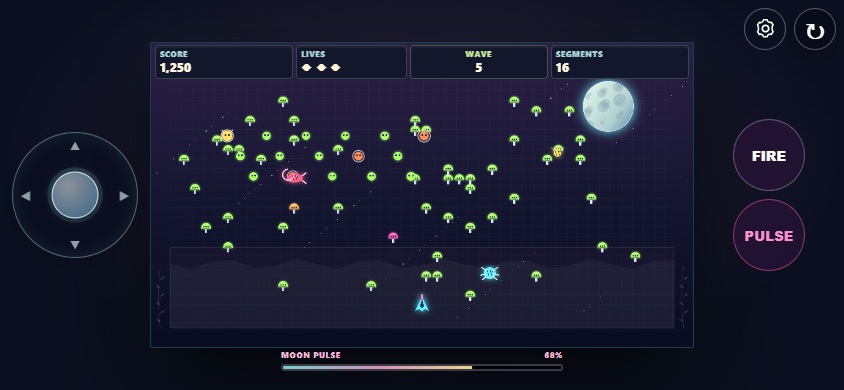 SCORE
1,250
LIVES
WAVE
5
SEGMENTS
16
FIRE
PULSE
MOON PULSE
68%